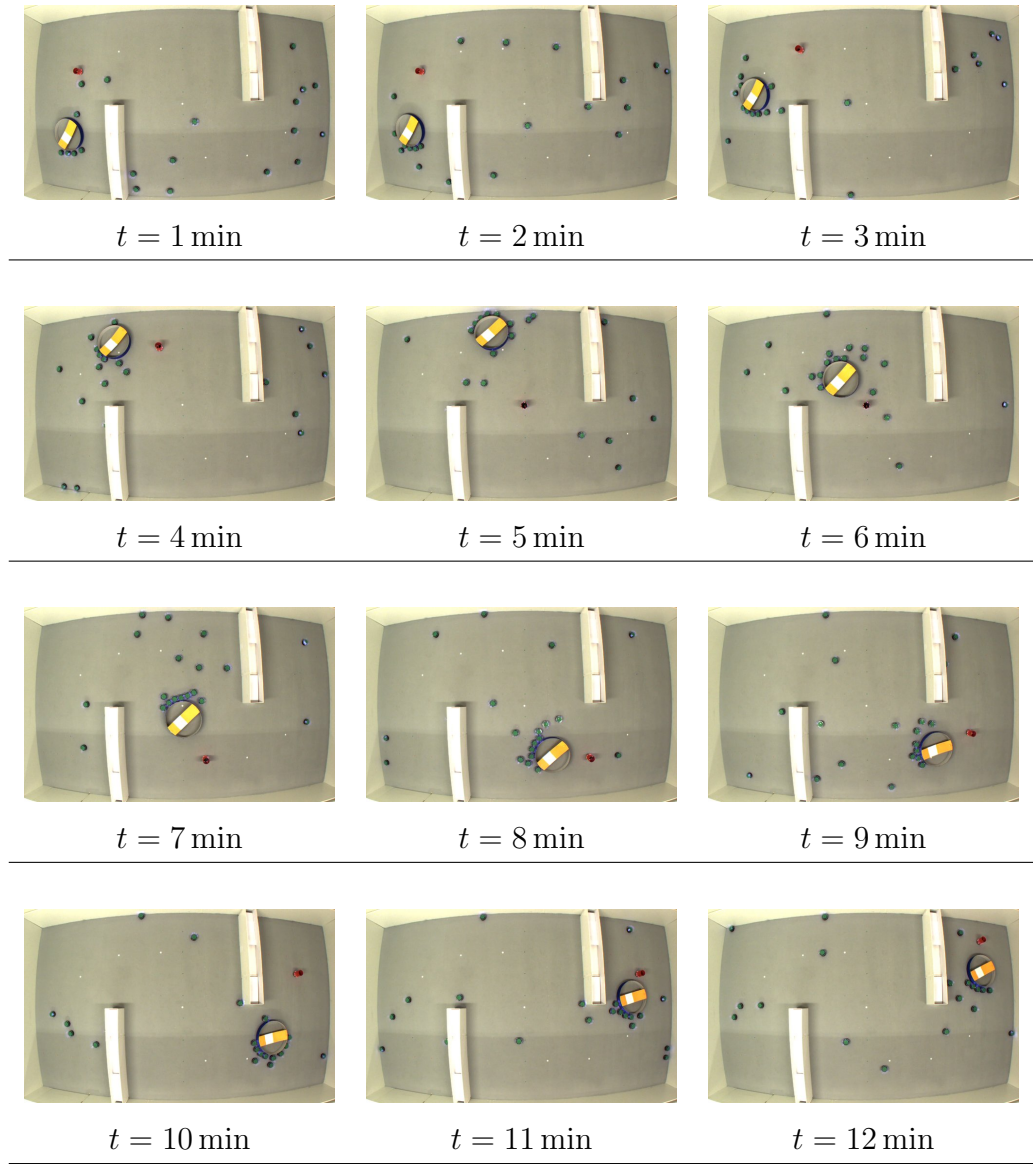 t = 1 min
t = 2 min
t = 3 min
t = 4 min
t = 5 min
t = 6 min
t = 7 min
t = 8 min
t = 9 min
t = 10 min
t = 11 min
t = 12 min